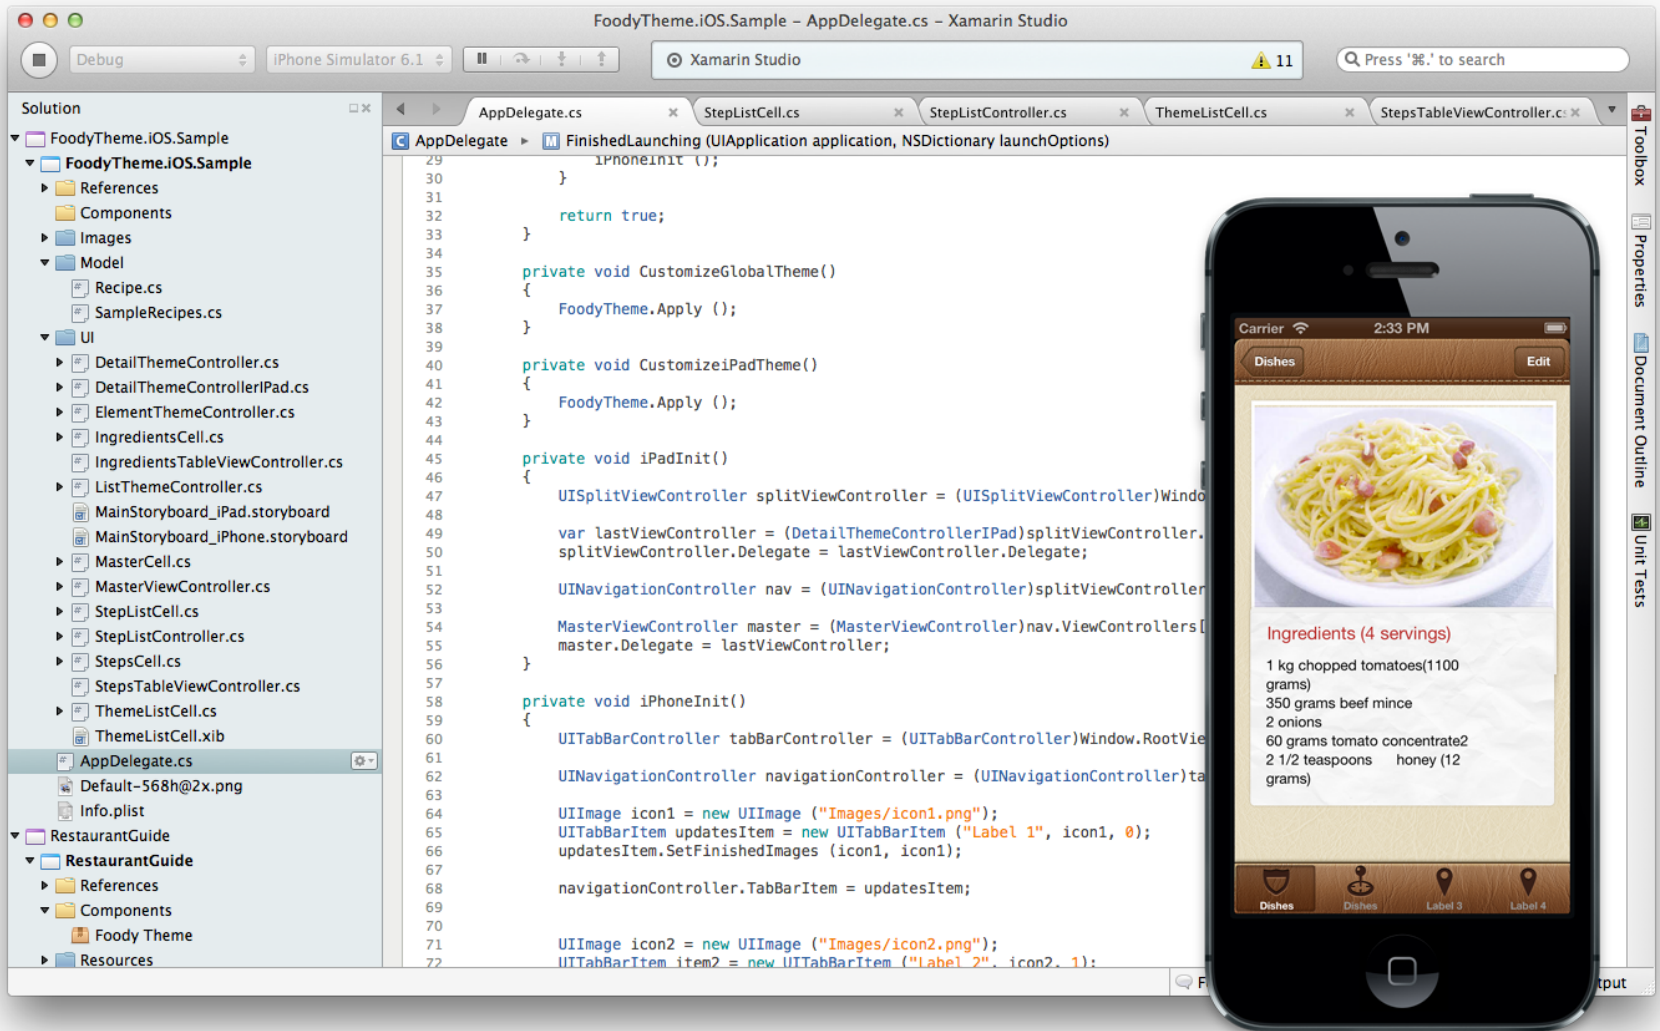 FoodyTheme.iOS.Sample – AppDelegate.cs – Xamarin Studio
Debug
iPhone Simulator 6.1
Xamarin Studio
11
Press '⌘.' to search
Solution
FoodyTheme.iOS.Sample
FoodyTheme.iOS.Sample
References
Components
Images
Model
Recipe.cs
SampleRecipes.cs
UI
DetailThemeController.cs
DetailThemeControllerIPad.cs
ElementThemeController.cs
IngredientsCell.cs
IngredientsTableViewController.cs
ListThemeController.cs
MainStoryboard_iPad.storyboard
MainStoryboard_iPhone.storyboard
MasterCell.cs
MasterViewController.cs
StepListCell.cs
StepListController.cs
StepsCell.cs
StepsTableViewController.cs
ThemeListCell.cs
ThemeListCell.xib
AppDelegate.cs
Default-568h@2x.png
Info.plist
RestaurantGuide
RestaurantGuide
References
Components
Foody Theme
Resources
AppDelegate.cs
StepListCell.cs
StepListController.cs
ThemeListCell.cs
StepsTableViewController.c
C AppDelegate ▸ M FinishedLaunching (UIApplication application, NSDictionary launchOptions)
29 iPhoneInit ();
30 }
31
32 return true;
33 }
34
35 private void CustomizeGlobalTheme()
36 {
37 FoodyTheme.Apply ();
38 }
39
40 private void CustomizeiPadTheme()
41 {
42 FoodyTheme.Apply ();
43 }
44
45 private void iPadInit()
46 {
47 UISplitViewController splitViewController = (UISplitViewController)Windo
48
49 var lastViewController = (DetailThemeControllerIPad)splitViewController.
50 splitViewController.Delegate = lastViewController.Delegate;
51
52 UINavigationController nav = (UINavigationController)splitViewController
53
54 MasterViewController master = (MasterViewController)nav.ViewControllers[
55 master.Delegate = lastViewController;
56 }
57
58 private void iPhoneInit()
59 {
60 UITabBarController tabBarController = (UITabBarController)Window.RootVie
61
62 UINavigationController navigationController = (UINavigationController)ta
63
64 UIImage icon1 = new UIImage ("Images/icon1.png");
65 UITabBarItem updatesItem = new UITabBarItem ("Label 1", icon1, 0);
66 updatesItem.SetFinishedImages (icon1, icon1);
67
68 navigationController.TabBarItem = updatesItem;
69
70
71 UIImage icon2 = new UIImage ("Images/icon2.png");
72 UITabBarItem item2 = new UITabBarItem ("Label 2", icon2, 1);
Toolbox
Properties
Document Outline
Unit Tests
Carrier 2:33 PM
Dishes Edit
Ingredients (4 servings)
1 kg chopped tomatoes(1100
grams)
350 grams beef mince
2 onions
60 grams tomato concentrate2
2 1/2 teaspoons honey (12
grams)
Dishes Dishes Label 3 Label 4
F
tput